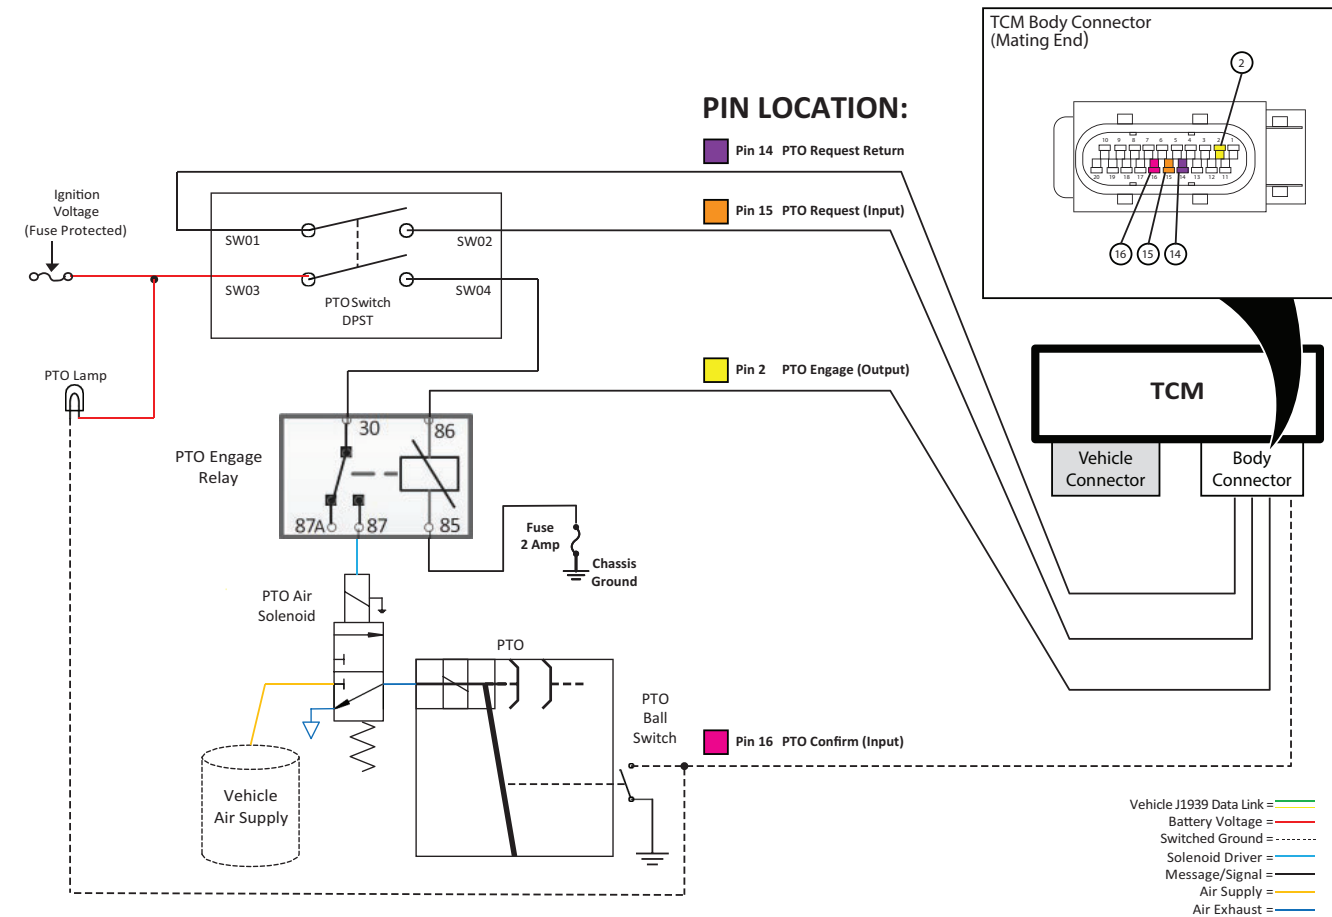 TCM Body Connector
(Mating End)
2
10 9 8 7 6 5 4 3 2 1
20 19 18 17 16 15 14 13 12 11
16 15 14
PIN LOCATION:
Pin 14 PTO Request Return
Pin 15 PTO Request (Input)
Pin 2 PTO Engage (Output)
Pin 16 PTO Confirm (Input)
Ignition
Voltage
(Fuse Protected)
SW01
SW02
SW03
SW04
PTO Switch
DPST
PTO Lamp
PTO Engage
Relay
30
86
87A
87
85
Fuse
2 Amp
Chassis
Ground
TCM
Vehicle
Connector
Body
Connector
PTO Air
Solenoid
PTO
PTO
Ball
Switch
Vehicle
Air Supply
Vehicle J1939 Data Link =
Battery Voltage =
Switched Ground =
Solenoid Driver =
Message/Signal =
Air Supply =
Air Exhaust =